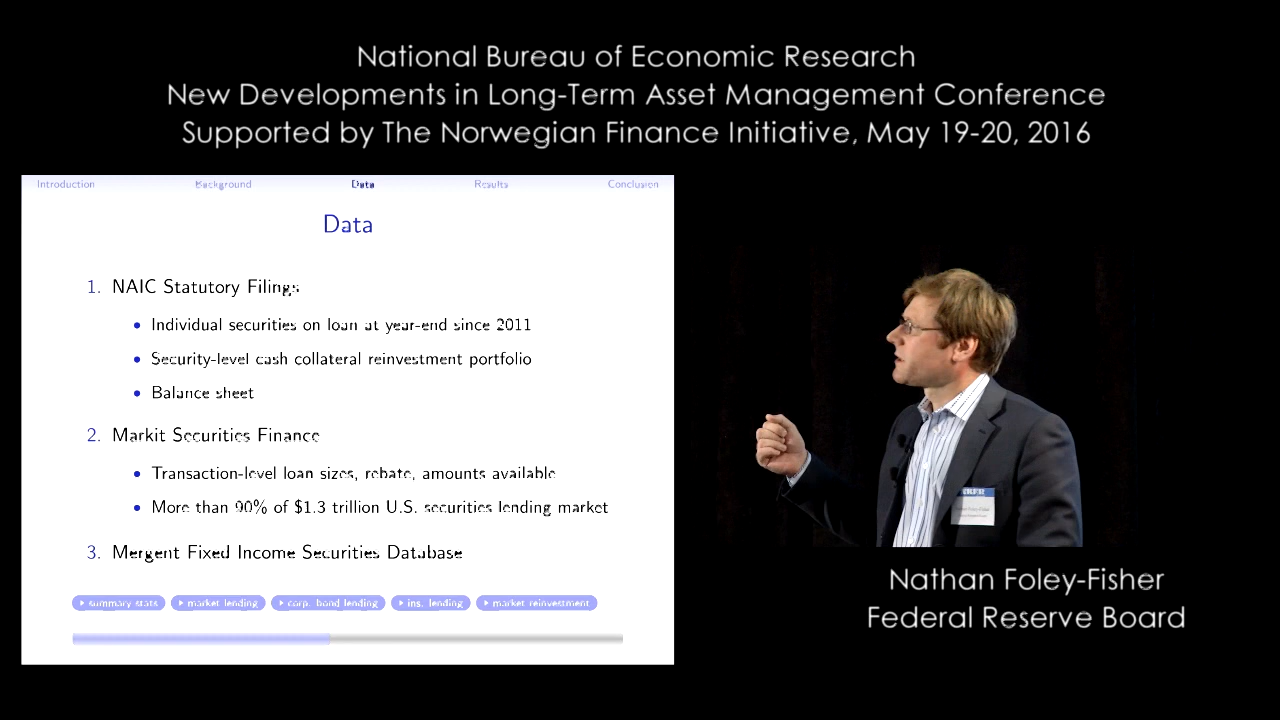 National Bureau of Economic Research
New Developments in Long-Term Asset Management Conference
Supported by The Norwegian Finance Initiative, May 19-20, 2016
Introduction Background Data Results Conclusion
Data
1. NAIC Statutory Filings
• Individual securities on loan at year-end since 2011
• Security-level cash collateral reinvestment portfolio
• Balance sheet
2. Markit Securities Finance
• Transaction-level loan sizes, rebate, amounts available
• More than 90% of $1.3 trillion U.S. securities lending market
3. Mergent Fixed Income Securities Database
summary stats market lending corp. bond lending ins. lending market reinvestment
Nathan Foley-Fisher
Federal Reserve Board